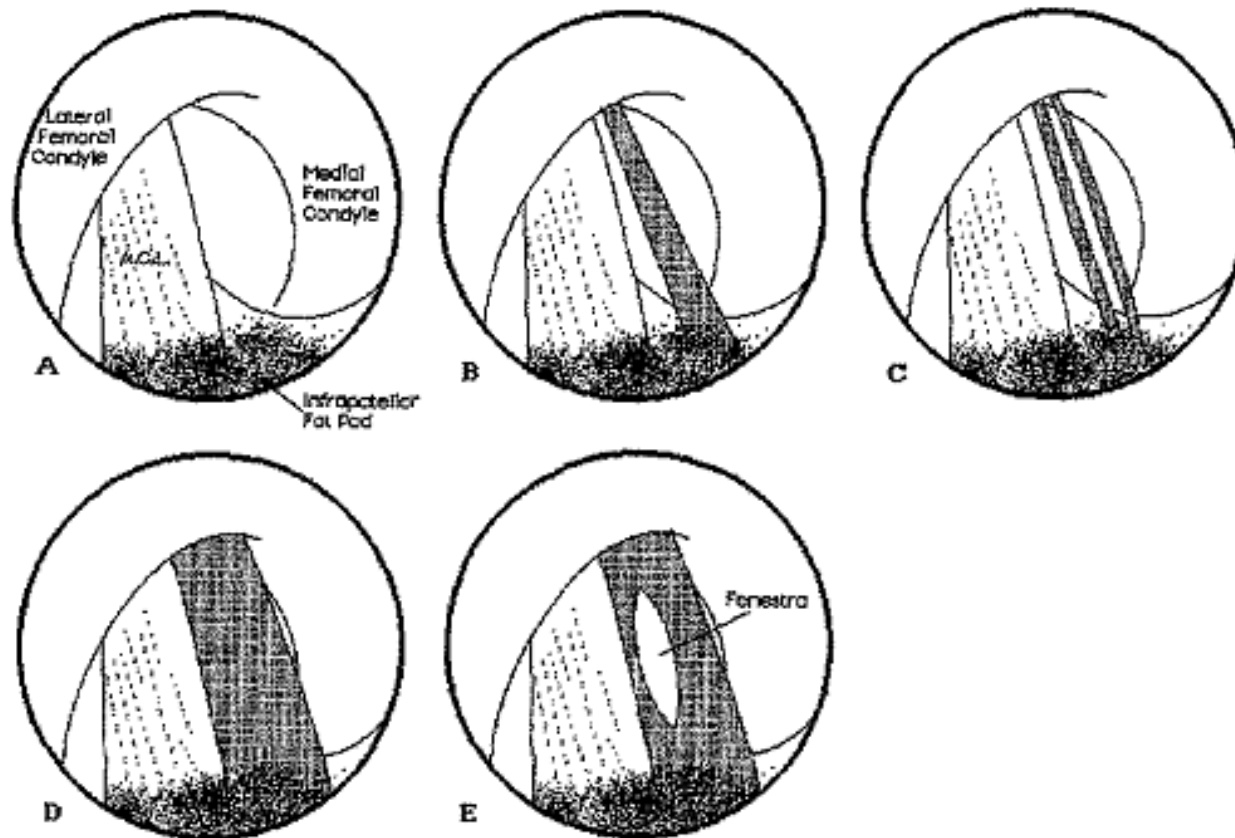 Lateral
Femoral
Condyle
Medial
Femoral
Condyle
A.C.L.
A
Infrapatellar
Fat Pad
B
C
D
Fenestra
E